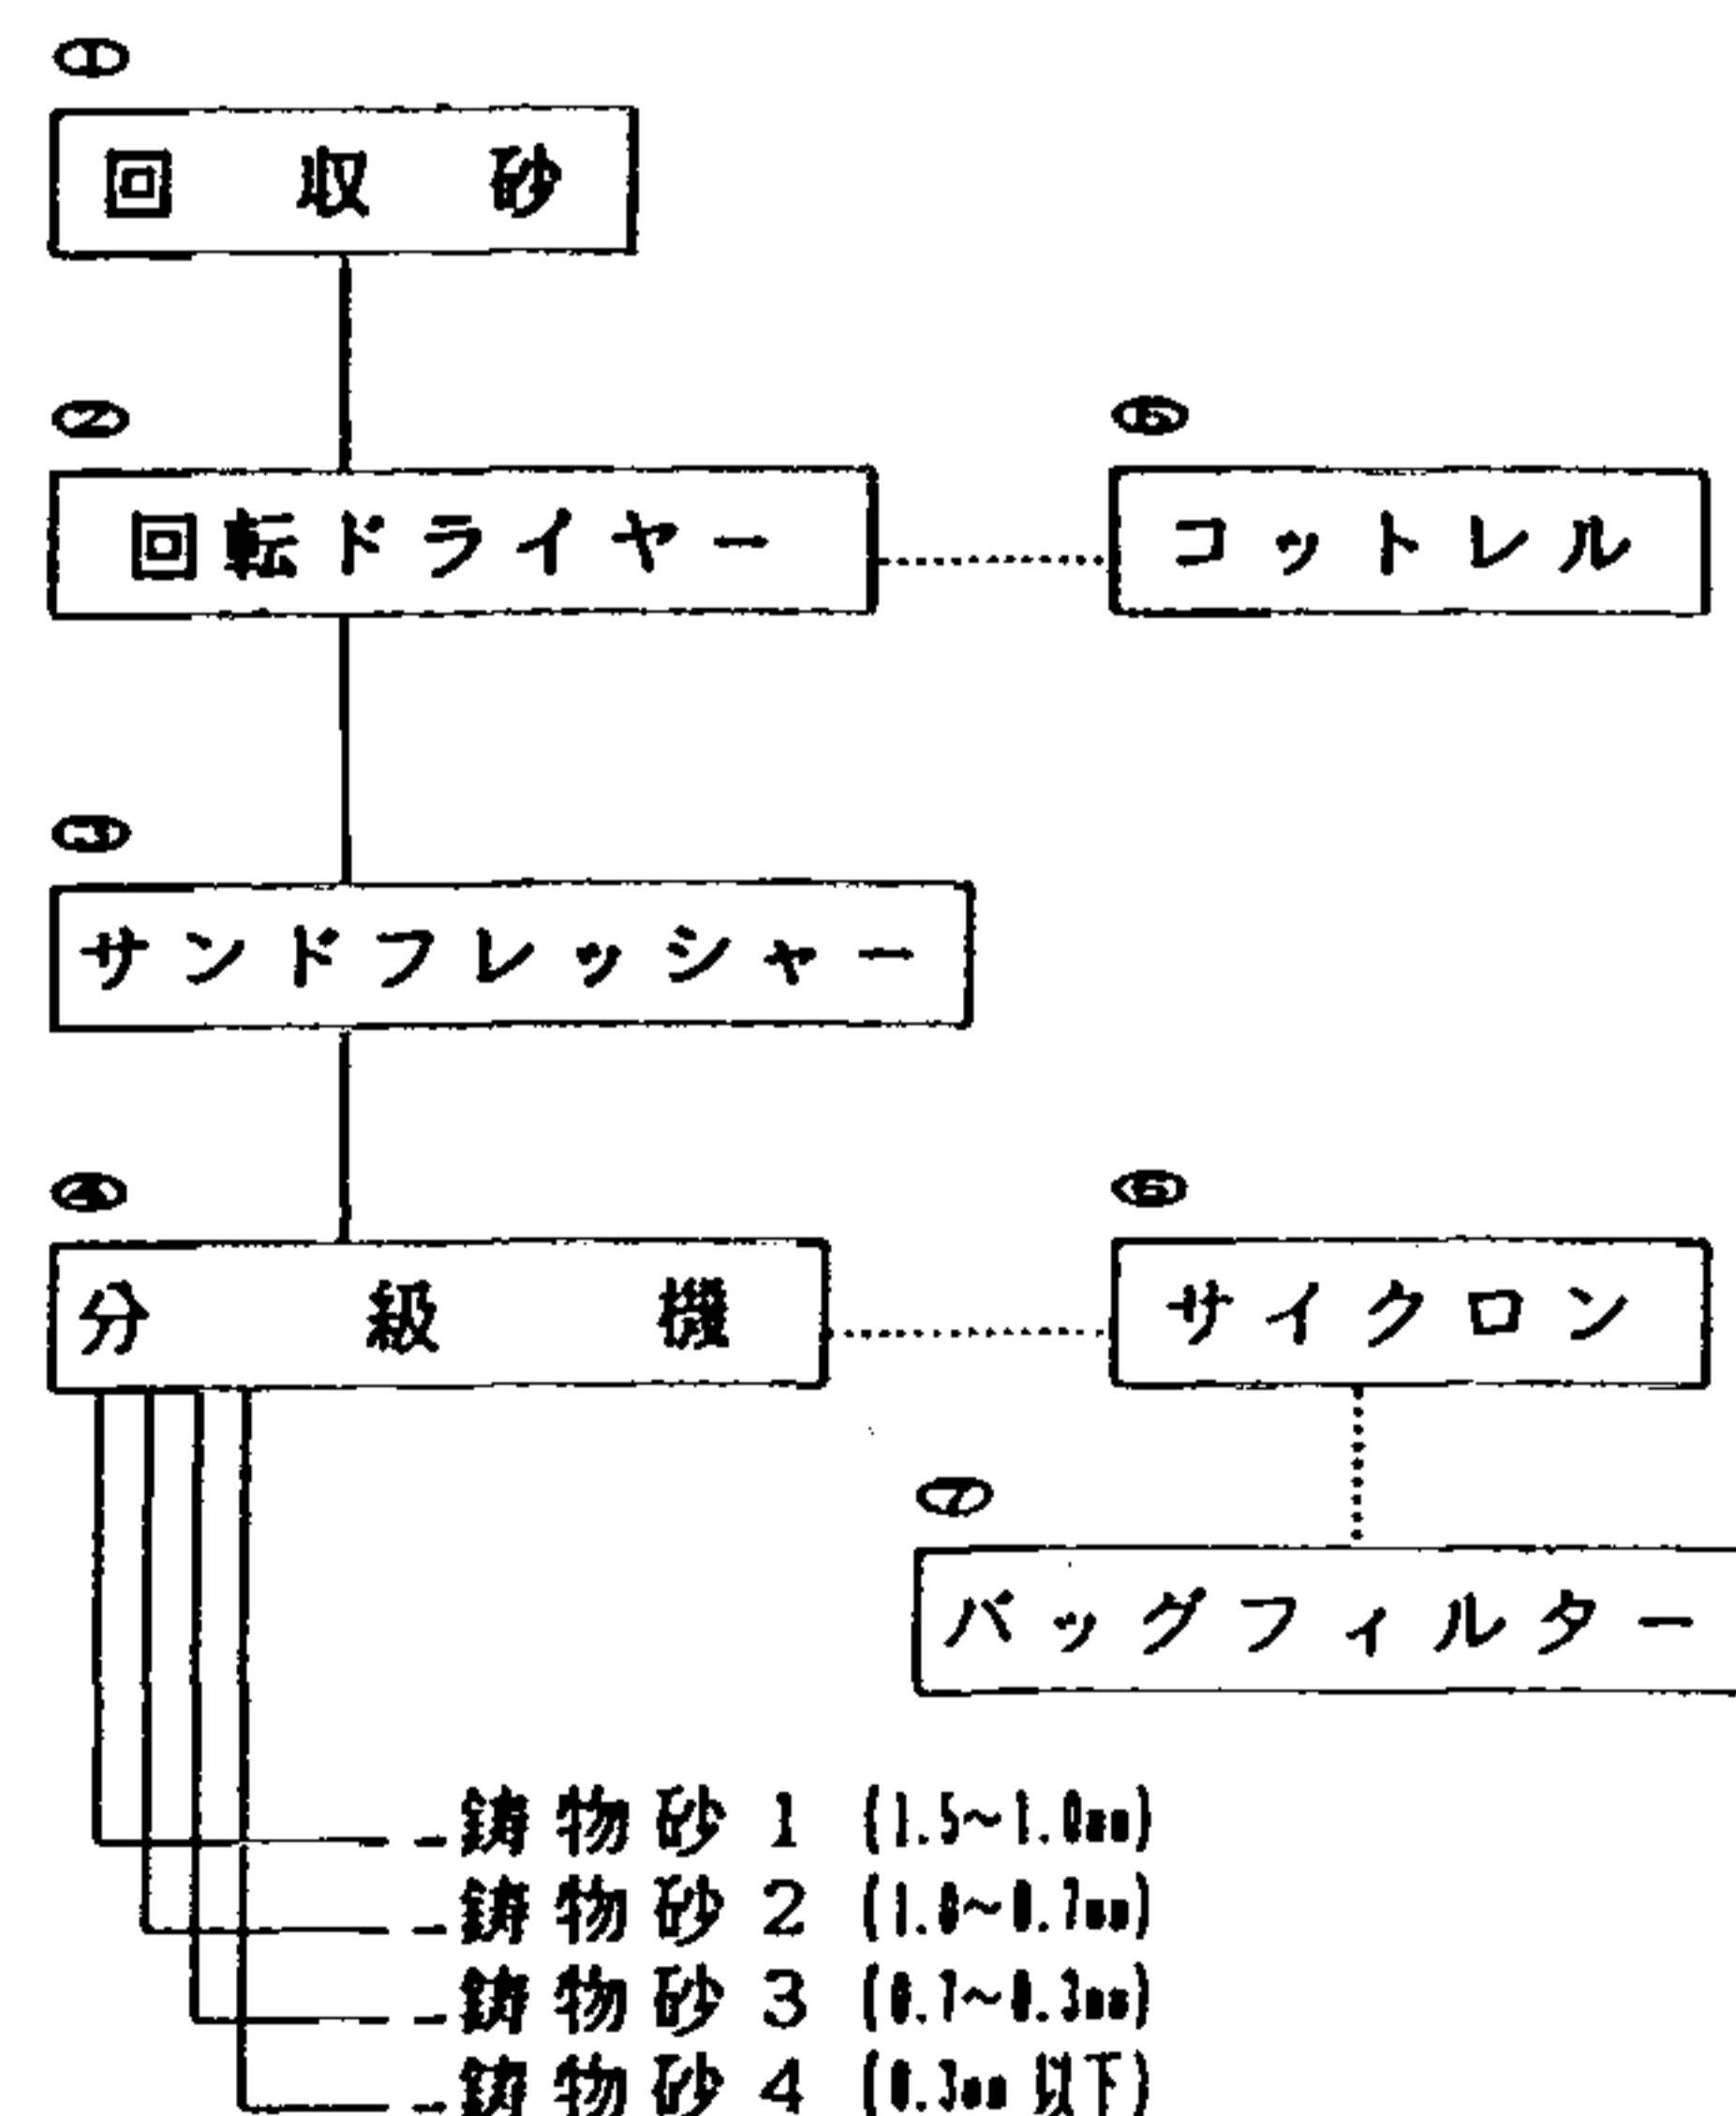 ①
回収砂
②
回転ドライヤー
⑤
コットレル
③
サンドフレッシャー
④
分級機
⑥
サイクロン
⑦
バッグフィルター
鋳物砂1 (1.5~1.0mm)
鋳物砂2 (1.0~0.7mm)
鋳物砂3 (0.7~0.3mm)
鋳物砂4 (0.3mm以下)